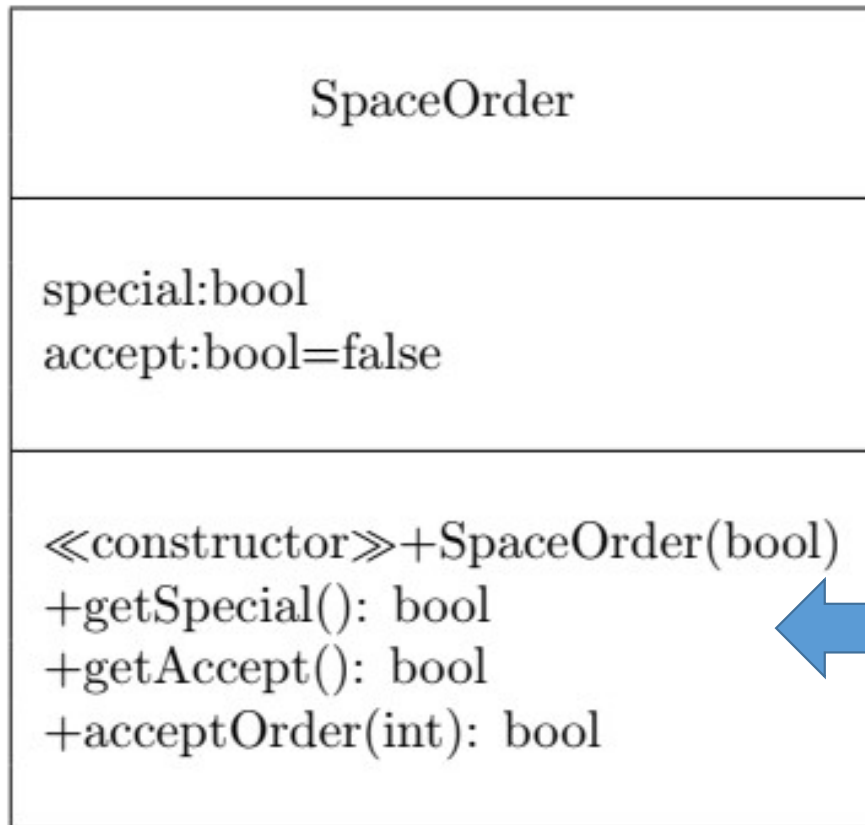 SpaceOrder
special:bool
accept:bool=false
≪constructor≫+SpaceOrder(bool)
+getSpecial(): bool
+getAccept(): bool
+acceptOrder(int): bool